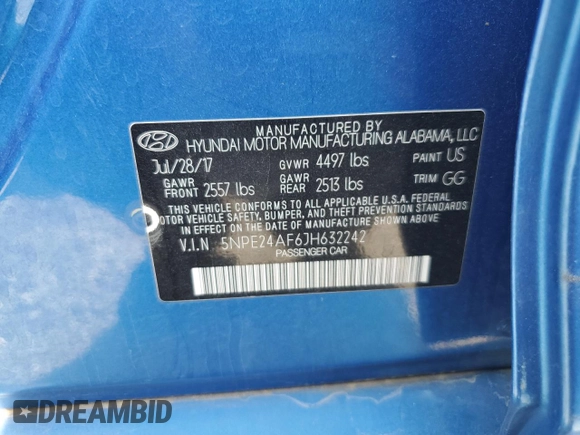 MANUFACTURED BY
HYUNDAI MOTOR MANUFACTURING ALABAMA, LLC
Jul/28/17 GVWR 4497 lbs PAINT US
GAWR FRONT 2557 lbs GAWR REAR 2513 lbs TRIM GG
THIS VEHICLE CONFORMS TO ALL APPLICABLE U.S.A. FEDERAL
MOTOR VEHICLE SAFETY, BUMPER, AND THEFT PREVENTION
STANDARDS IN EFFECT ON THE DATE OF MANUFACTURE SHOWN
ABOVE.
V.I.N 5NPE24AF6JH632242
PASSENGER CAR
DREAMBID